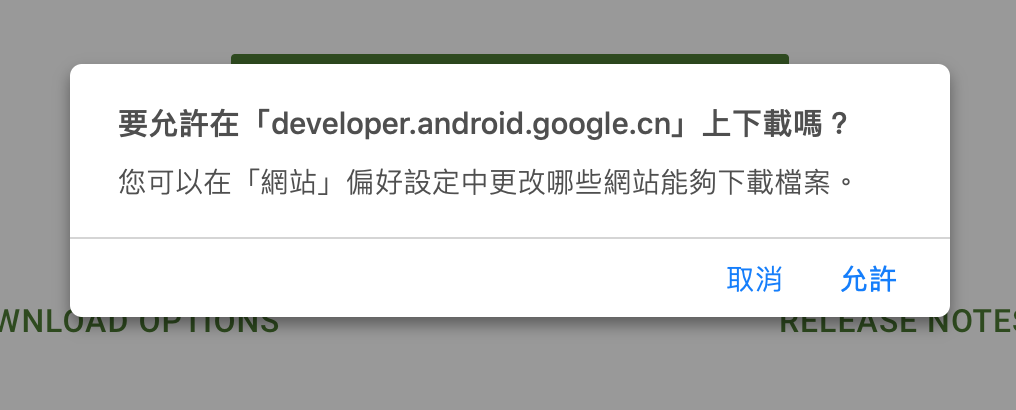 要允許在「developer.android.google.cn」上下載嗎？
您可以在「網站」偏好設定中更改哪些網站能夠下載檔案。
取消 允許
WNLOAD OPTIONS RELEASE NOTES